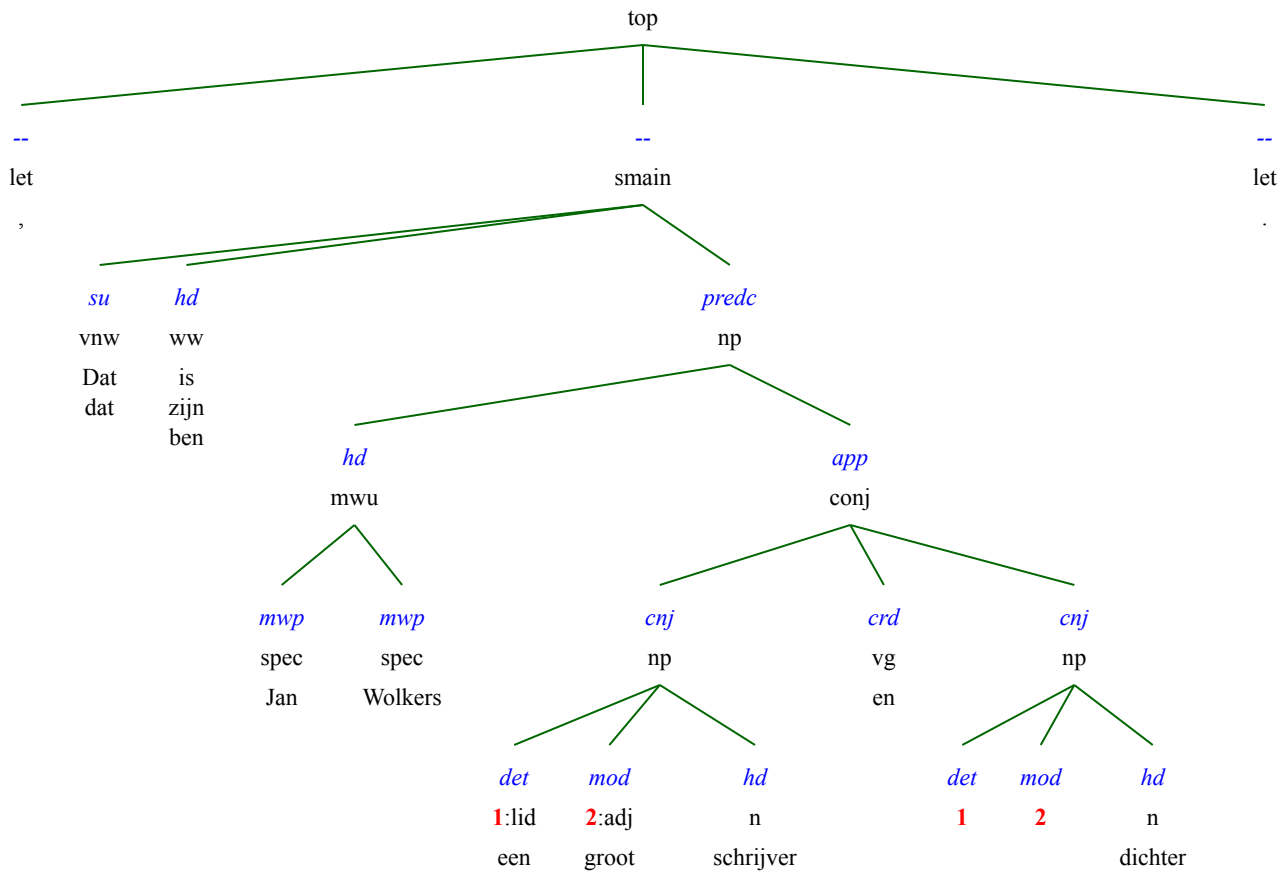 top
-- -- --
let smain let
, .
su hd predc
vnw ww np
Dat is
dat zijn
ben
hd app
mwu conj
mwp mwp cnj crd cnj
spec spec np vg np
Jan Wolkers en
det mod hd det mod hd
1:lid 2:adj n 1 2 n
een groot schrijver dichter